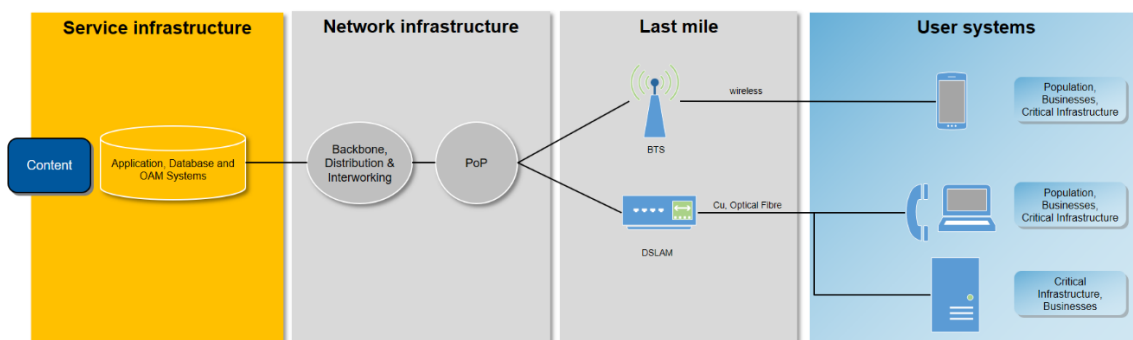 Service infrastructure
Network infrastructure
Last mile
User systems
Content
Application, Database and
OAM Systems
Backbone,
Distribution &
Interworking
PoP
BTS
wireless
Population,
Businesses,
Critical Infrastructure
DSLAM
Cu, Optical Fibre
Population,
Businesses,
Critical Infrastructure
Critical
Infrastructure,
Businesses